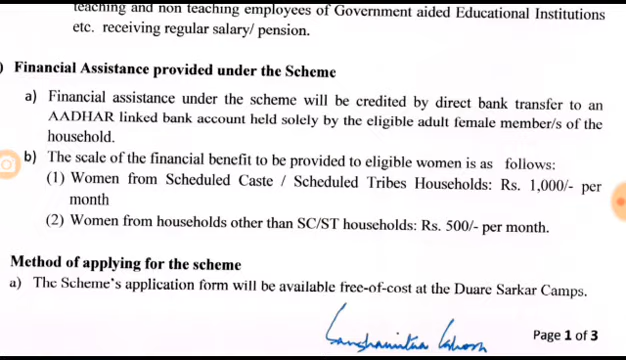 teaching and non teaching employees of Government aided Educational Institutions
etc. receiving regular salary/ pension.
) Financial Assistance provided under the Scheme
a) Financial assistance under the scheme will be credited by direct bank transfer to an
AADHAR linked bank account held solely by the eligible adult female member/s of the
household.
b) The scale of the financial benefit to be provided to eligible women is as follows:
(1) Women from Scheduled Caste / Scheduled Tribes Households: Rs. 1,000/- per
month
(2) Women from households other than SC/ST households: Rs. 500/- per month.
Method of applying for the scheme
a) The Scheme's application form will be available free-of-cost at the Duare Sarkar Camps.
Sanghamitra Ghosh
Page 1 of 3